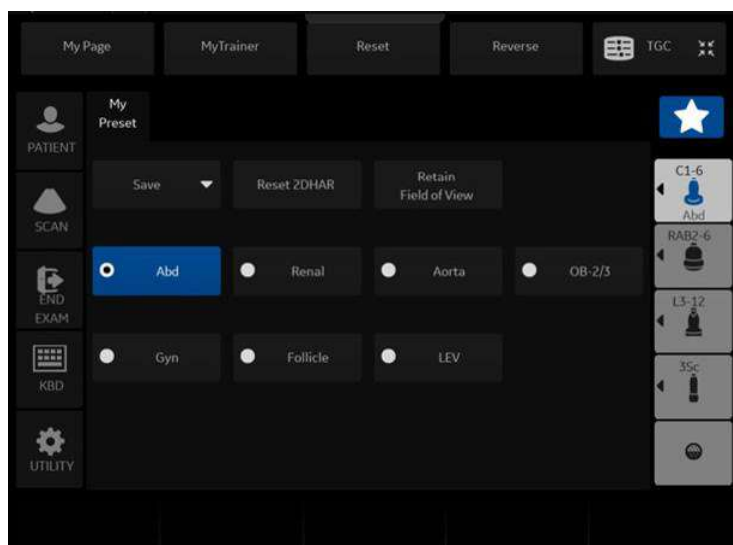 My Page
MyTrainer
Reset
Reverse
TGC
PATIENT
SCAN
END
EXAM
KBD
UTILITY
My
Preset
Save
Reset 2DHAR
Retain
Field of View
Abd
Renal
Aorta
OB-2/3
Gyn
Follicle
LEV
C1-6
Abd
RAB2-6
L3-12
3Sc